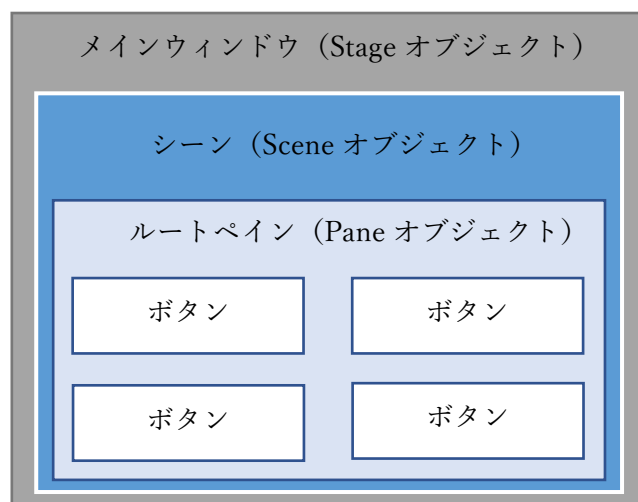 メインウィンドウ（Stage オブジェクト）
シーン（Scene オブジェクト）
ルートペイン（Pane オブジェクト）
ボタン ボタン
ボタン ボタン